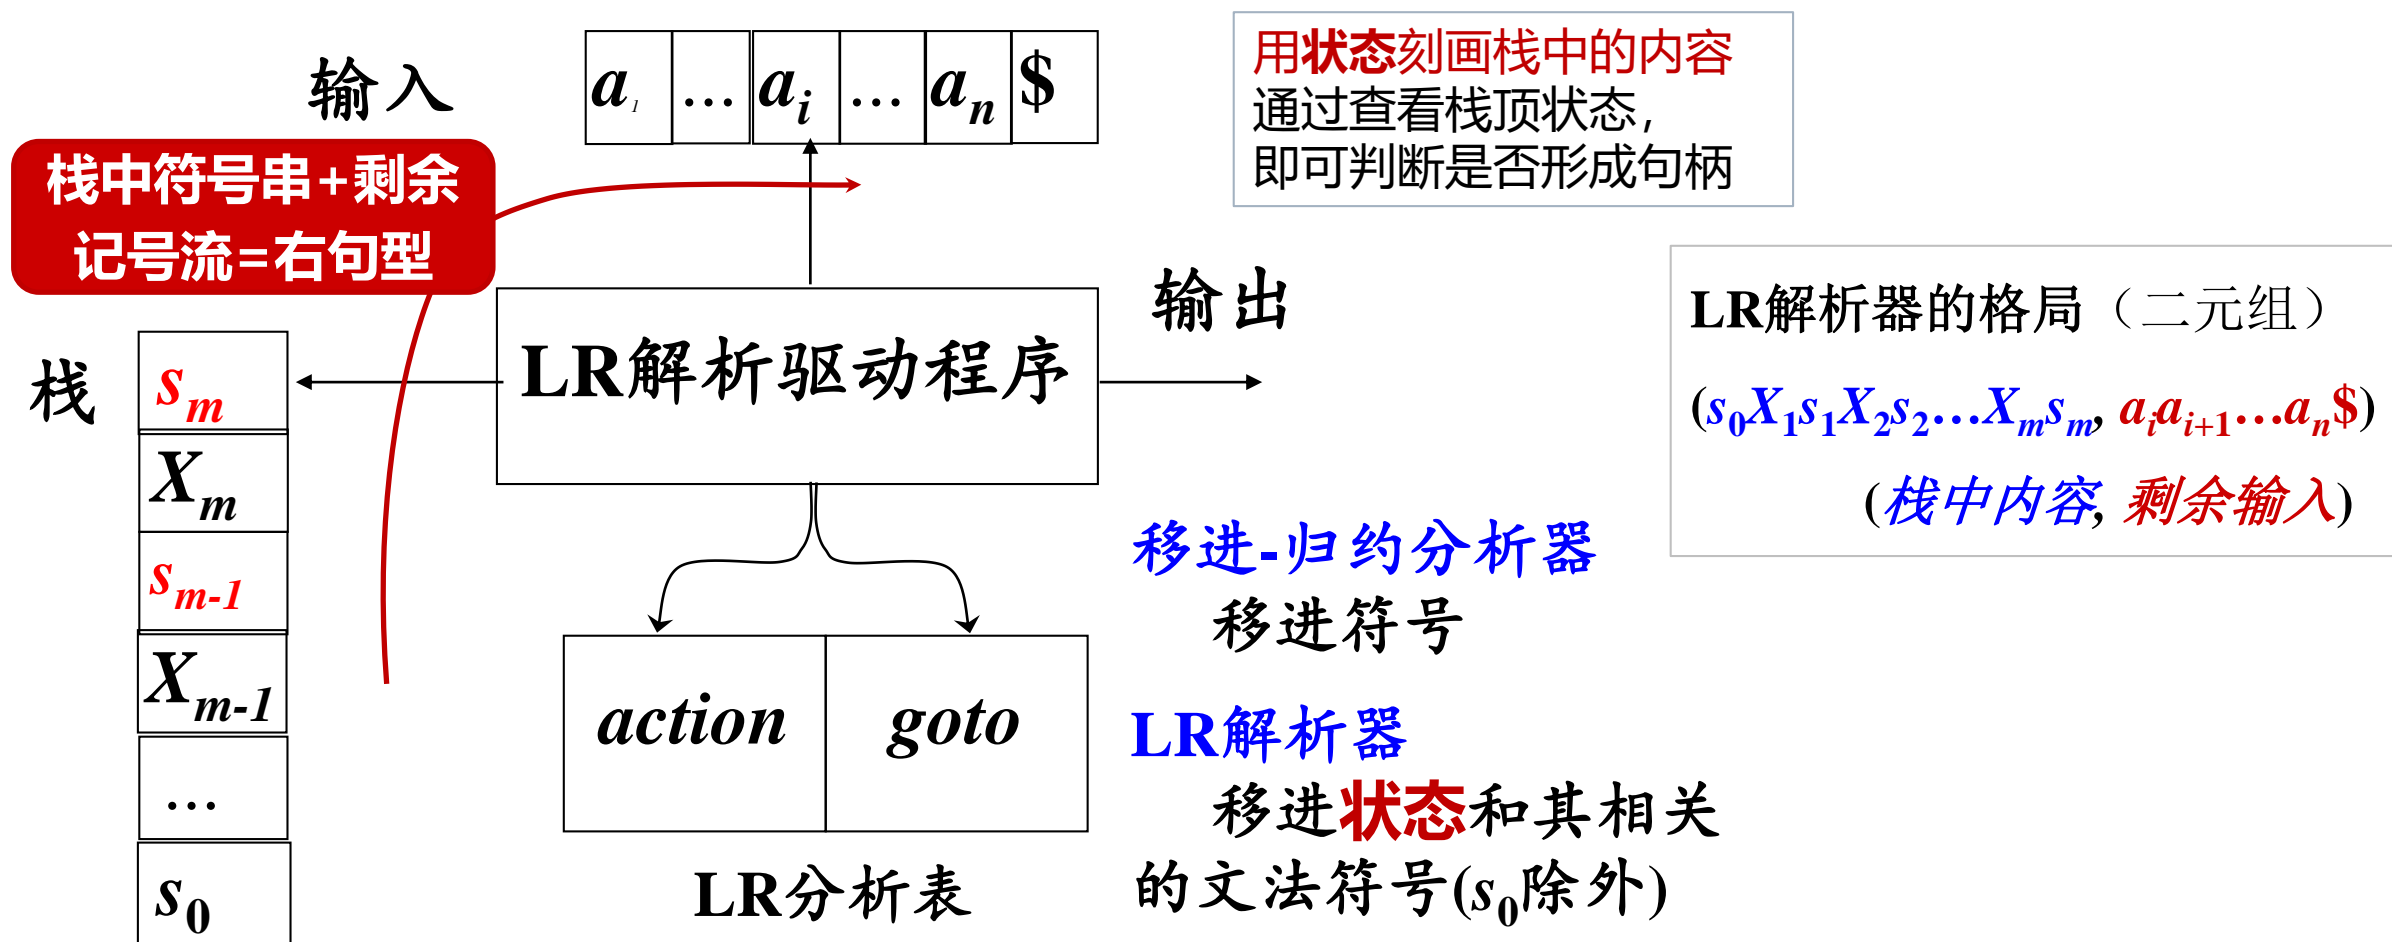 输入
a1 … ai … an $
用状态刻画栈中的内容
通过查看栈顶状态，
即可判断是否形成句柄
栈中符号串+剩余
记号流=右句型
栈
sm
Xm
sm-1
Xm-1
…
s0
LR解析驱动程序
输出
LR解析器的格局（二元组）
(s0X1s1X2s2…Xmsm, aiai+1…an$)
(栈中内容, 剩余输入)
action goto
LR分析表
移进-归约分析器
移进符号
LR解析器
移进状态和其相关
的文法符号(s0除外)